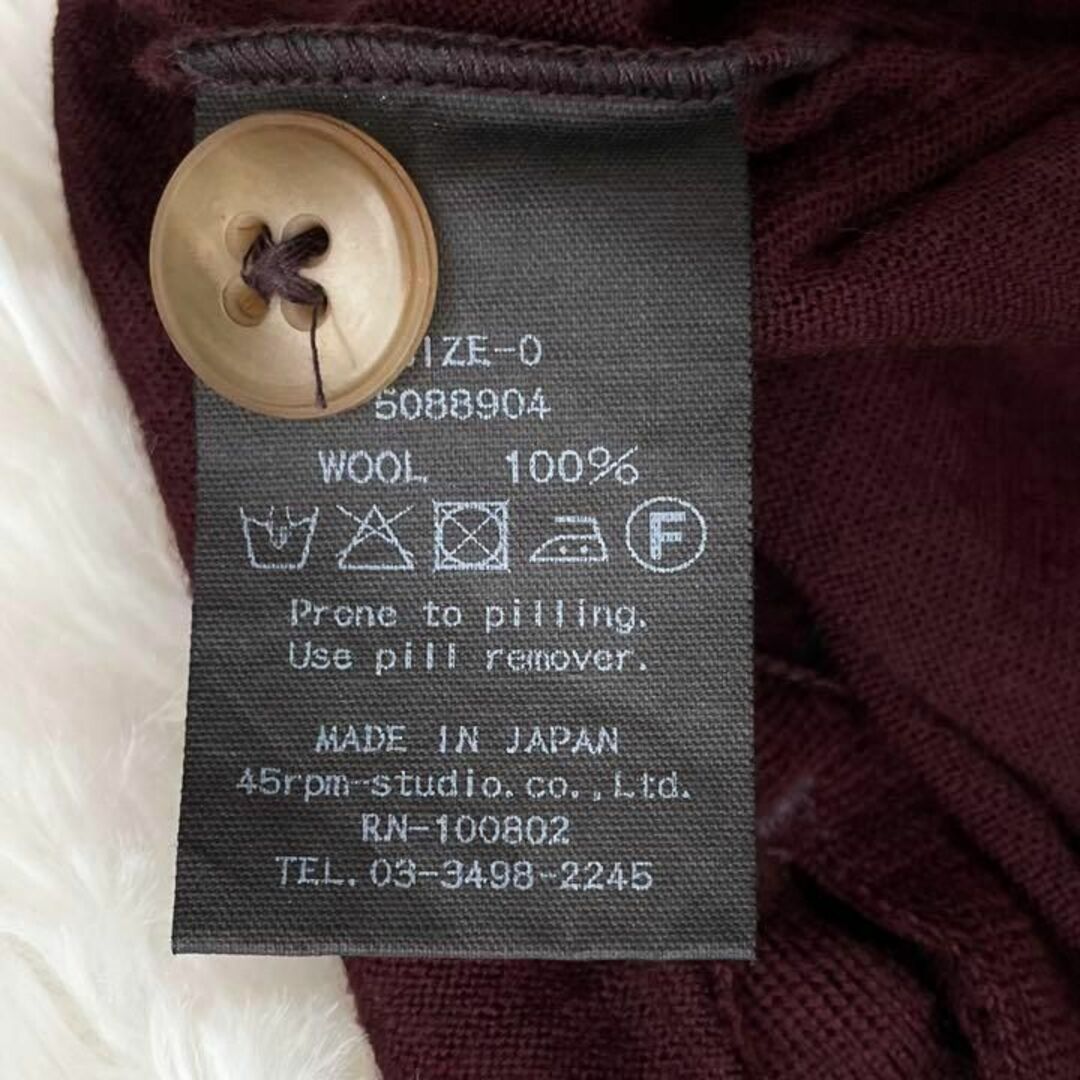 SIZE-0
5088904
WOOL 100%
F
Prone to pilling.
Use pill remover.
MADE IN JAPAN
45rpm-studio.co.,Ltd.
RN-100802
TEL.03-3498-2245